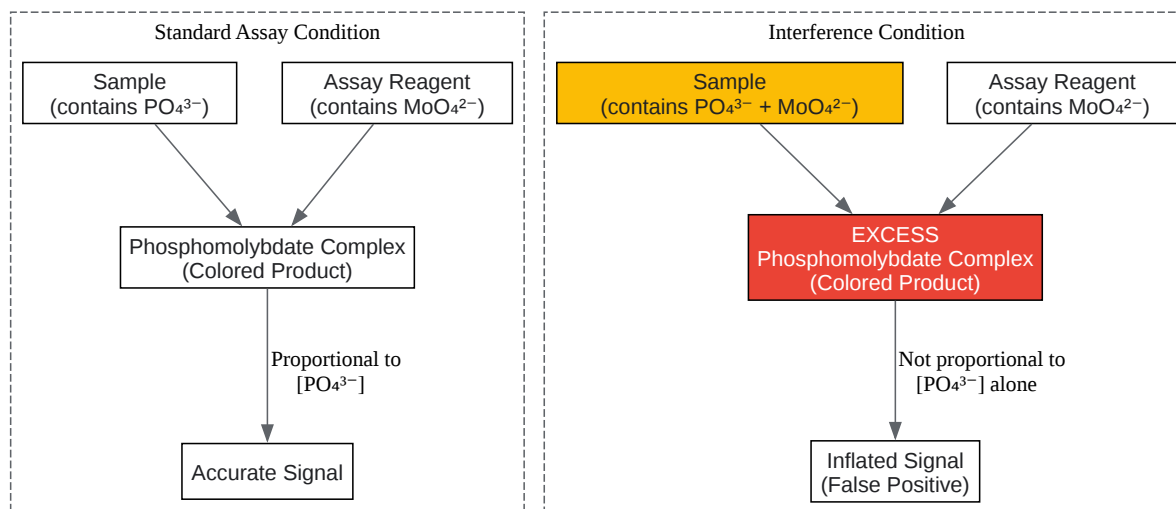 Standard Assay Condition
Sample
(contains PO₄³⁻)
Assay Reagent
(contains MoO₄²⁻)
Phosphomolybdate Complex
(Colored Product)
Proportional to
[PO₄³⁻]
Accurate Signal
Interference Condition
Sample
(contains PO₄³⁻ + MoO₄²⁻)
Assay Reagent
(contains MoO₄²⁻)
EXCESS
Phosphomolybdate Complex
(Colored Product)
Not proportional to
[PO₄³⁻] alone
Inflated Signal
(False Positive)